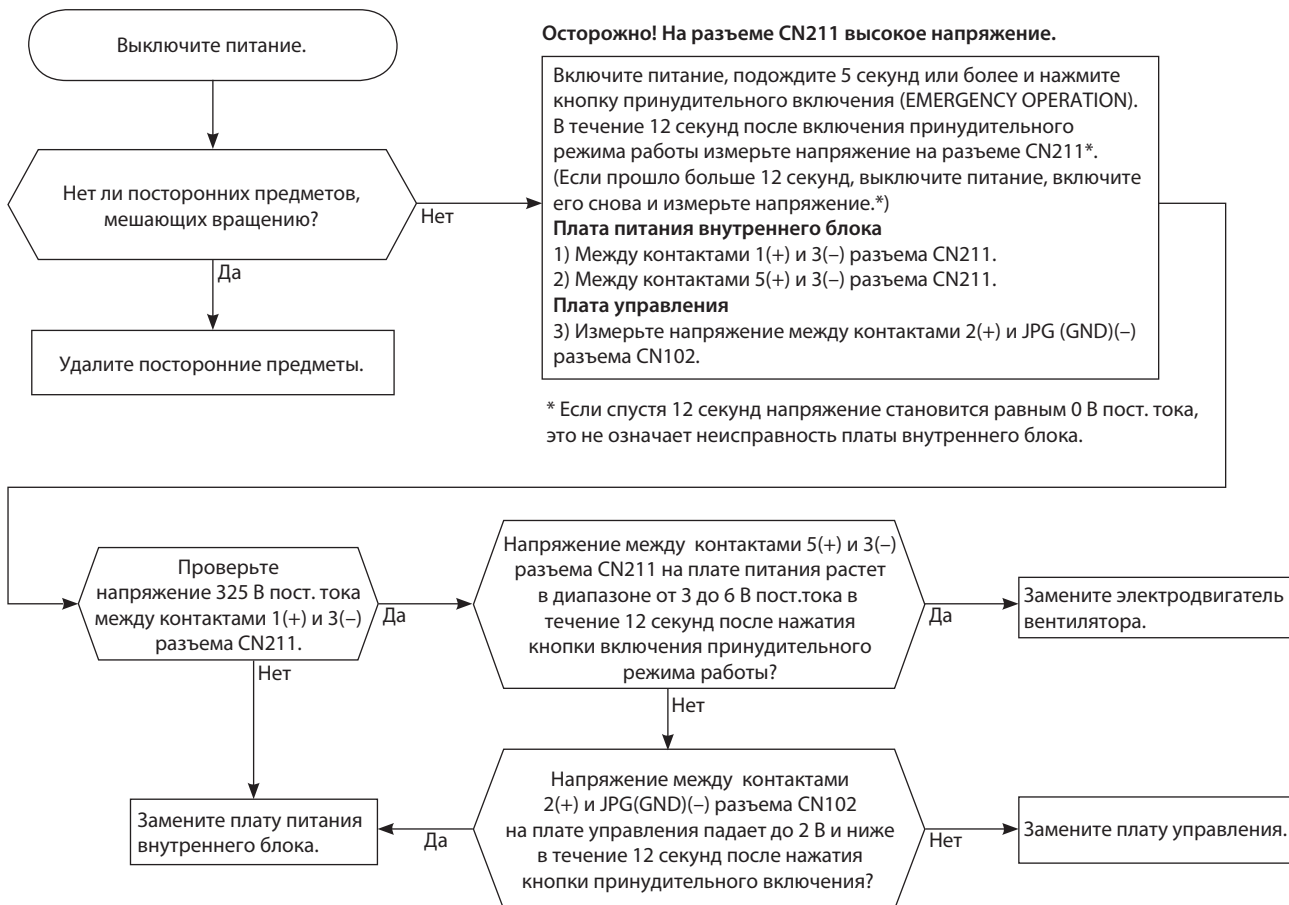 Выключите питание.
Нет ли посторонних предметов,
мешающих вращению?
Нет
Да
Удалите посторонние предметы.
Осторожно! На разъеме CN211 высокое напряжение.
Включите питание, подождите 5 секунд или более и нажмите
кнопку принудительного включения (EMERGENCY OPERATION).
В течение 12 секунд после включения принудительного
режима работы измерьте напряжение на разъеме CN211*.
(Если прошло больше 12 секунд, выключите питание, включите
его снова и измерьте напряжение.*)
Плата питания внутреннего блока
1) Между контактами 1(+) и 3(–) разъема CN211.
2) Между контактами 5(+) и 3(–) разъема CN211.
Плата управления
3) Измерьте напряжение между контактами 2(+) и JPG (GND)(–)
разъема CN102.
* Если спустя 12 секунд напряжение становится равным 0 В пост. тока,
это не означает неисправность платы внутреннего блока.
Проверьте
напряжение 325 В пост. тока
между контактами 1(+) и 3(–)
разъема CN211.
Да
Нет
Напряжение между контактами 5(+) и 3(–)
разъема CN211 на плате питания растет
в диапазоне от 3 до 6 В пост.тока в
течение 12 секунд после нажатия
кнопки включения принудительного
режима работы?
Да
Нет
Замените электродвигатель
вентилятора.
Замените плату питания
внутреннего блока.
Да
Напряжение между контактами
2(+) и JPG(GND)(–) разъема CN102
на плате управления падает до 2 В и ниже
в течение 12 секунд после нажатия
кнопки принудительного включения?
Нет
Замените плату управления.